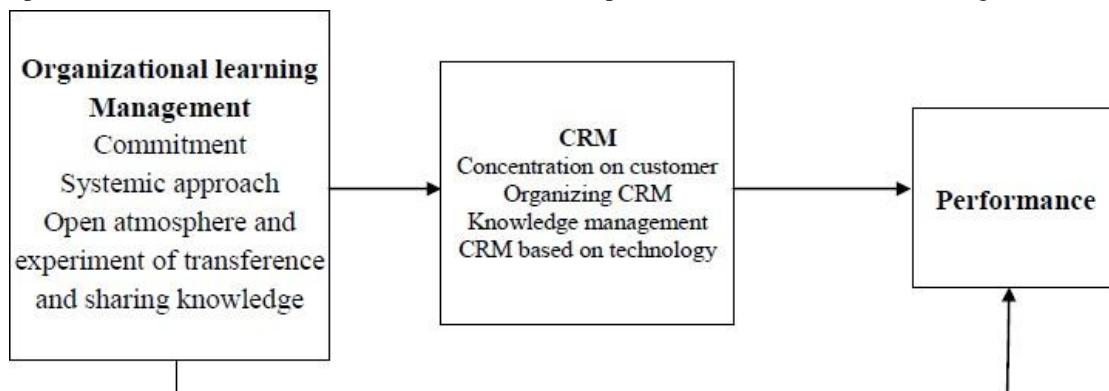 Organizational learning
Management
Commitment
Systemic approach
Open atmosphere and
experiment of transference
and sharing knowledge
CRM
Concentration on customer
Organizing CRM
Knowledge management
CRM based on technology
Performance